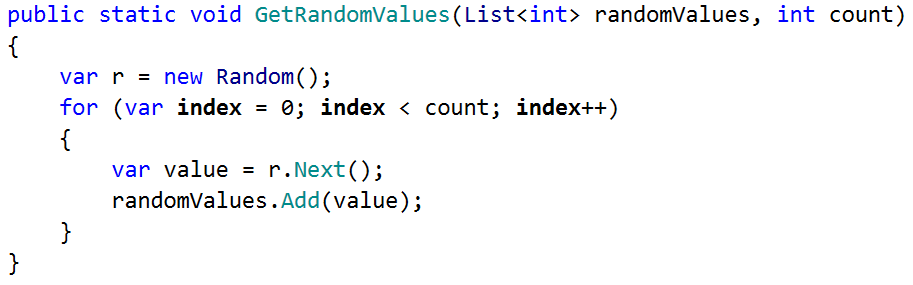 public static void GetRandomValues(List<int> randomValues, int count)
{
    var r = new Random();
    for (var index = 0; index < count; index++)
    {
        var value = r.Next();
        randomValues.Add(value);
    }
}